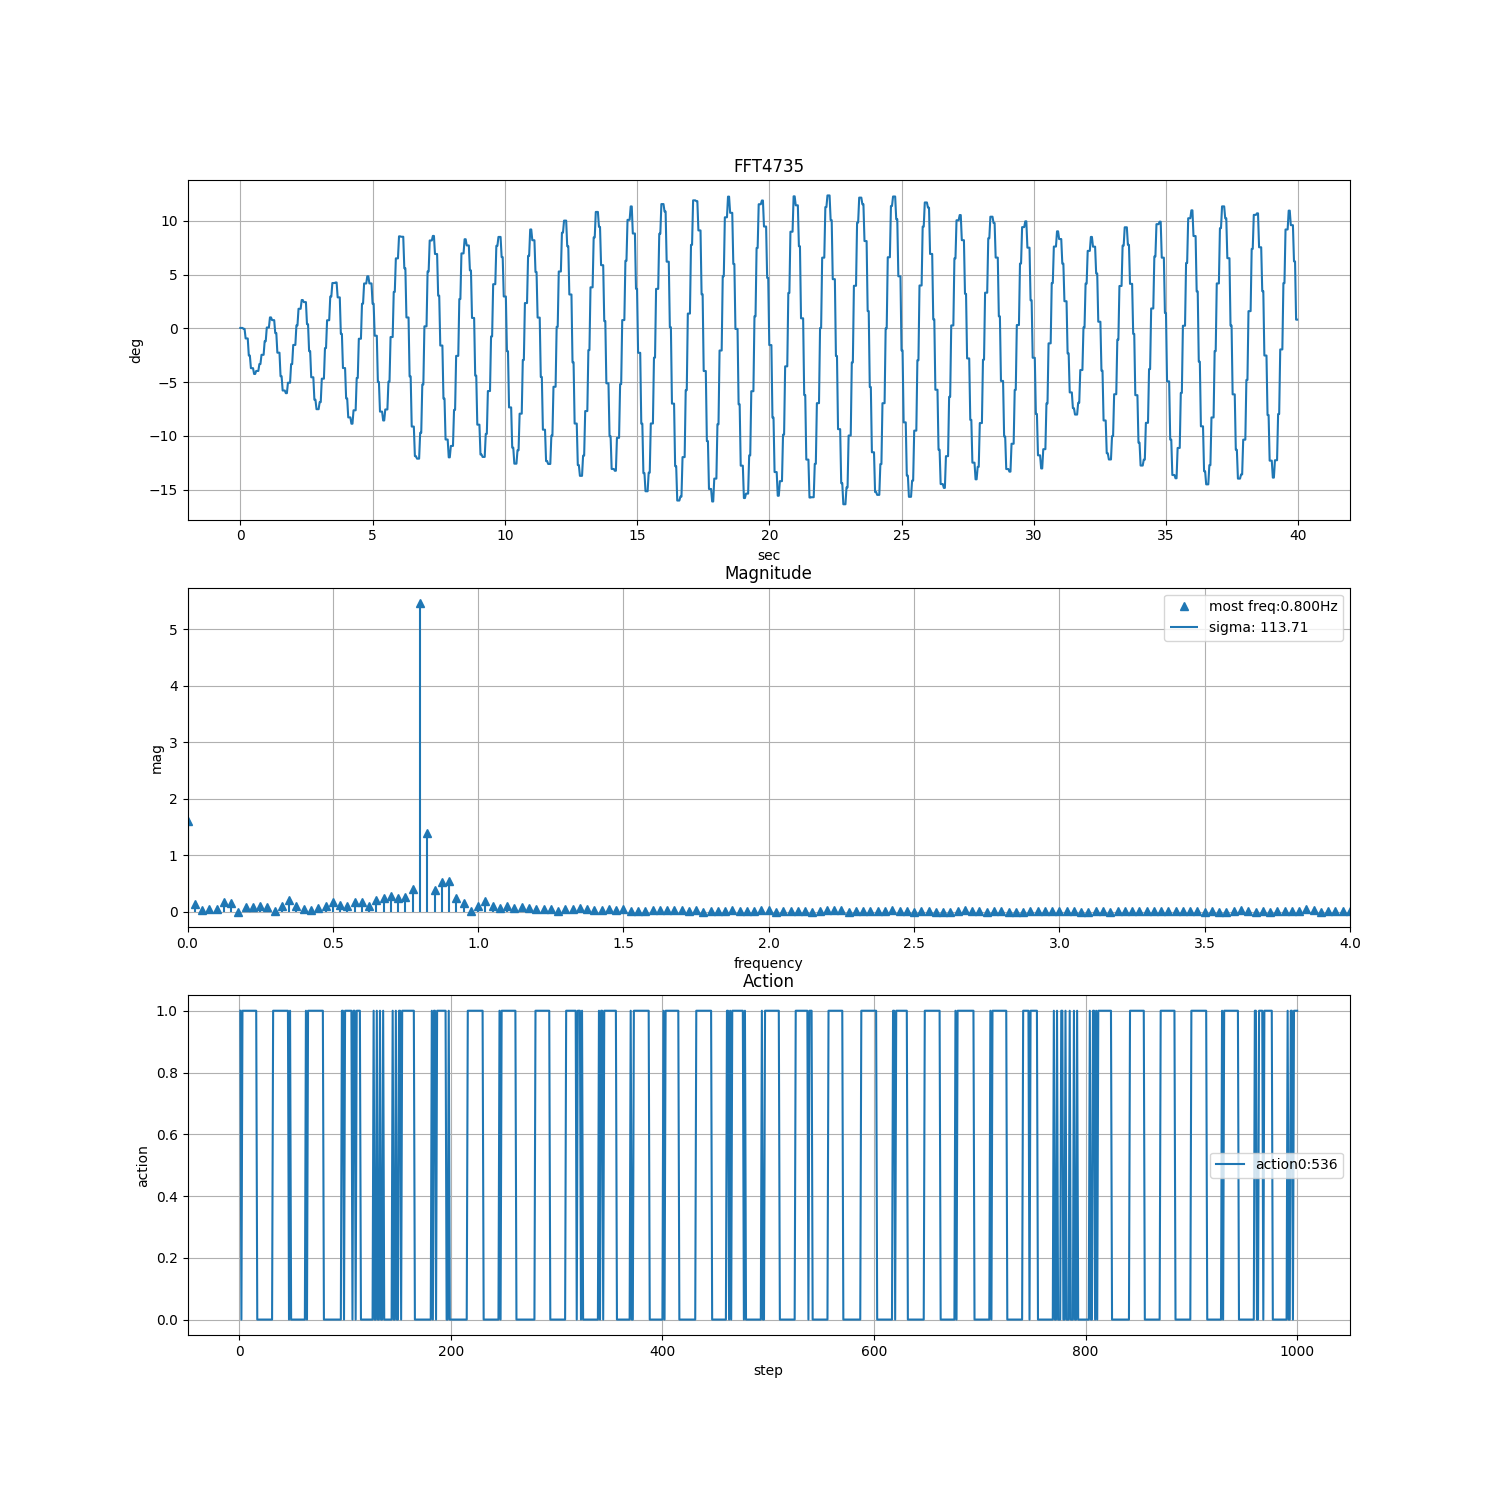 FFT4735
10
5
0
−5
−10
−15
deg
0 5 10 15 20 25 30 35 40
sec
Magnitude
most freq:0.800Hz
sigma: 113.71
5
4
3
2
1
0
mag
0.0 0.5 1.0 1.5 2.0 2.5 3.0 3.5 4.0
frequency
Action
1.0
0.8
0.6
0.4
0.2
0.0
action
action0:536
0 200 400 600 800 1000
step